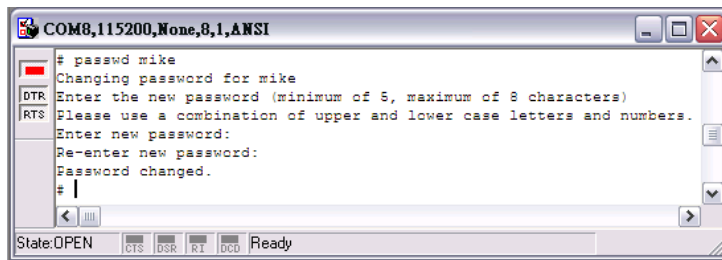 COM8,115200,None,8,1,ANSI
# passwd mike
Changing password for mike
Enter the new password (minimum of 5, maximum of 8 characters)
Please use a combination of upper and lower case letters and numbers.
Enter new password:
Re-enter new password:
Password changed.
#
DTR
RTS
State:OPEN
CTS
DSR
RI
DCD
Ready